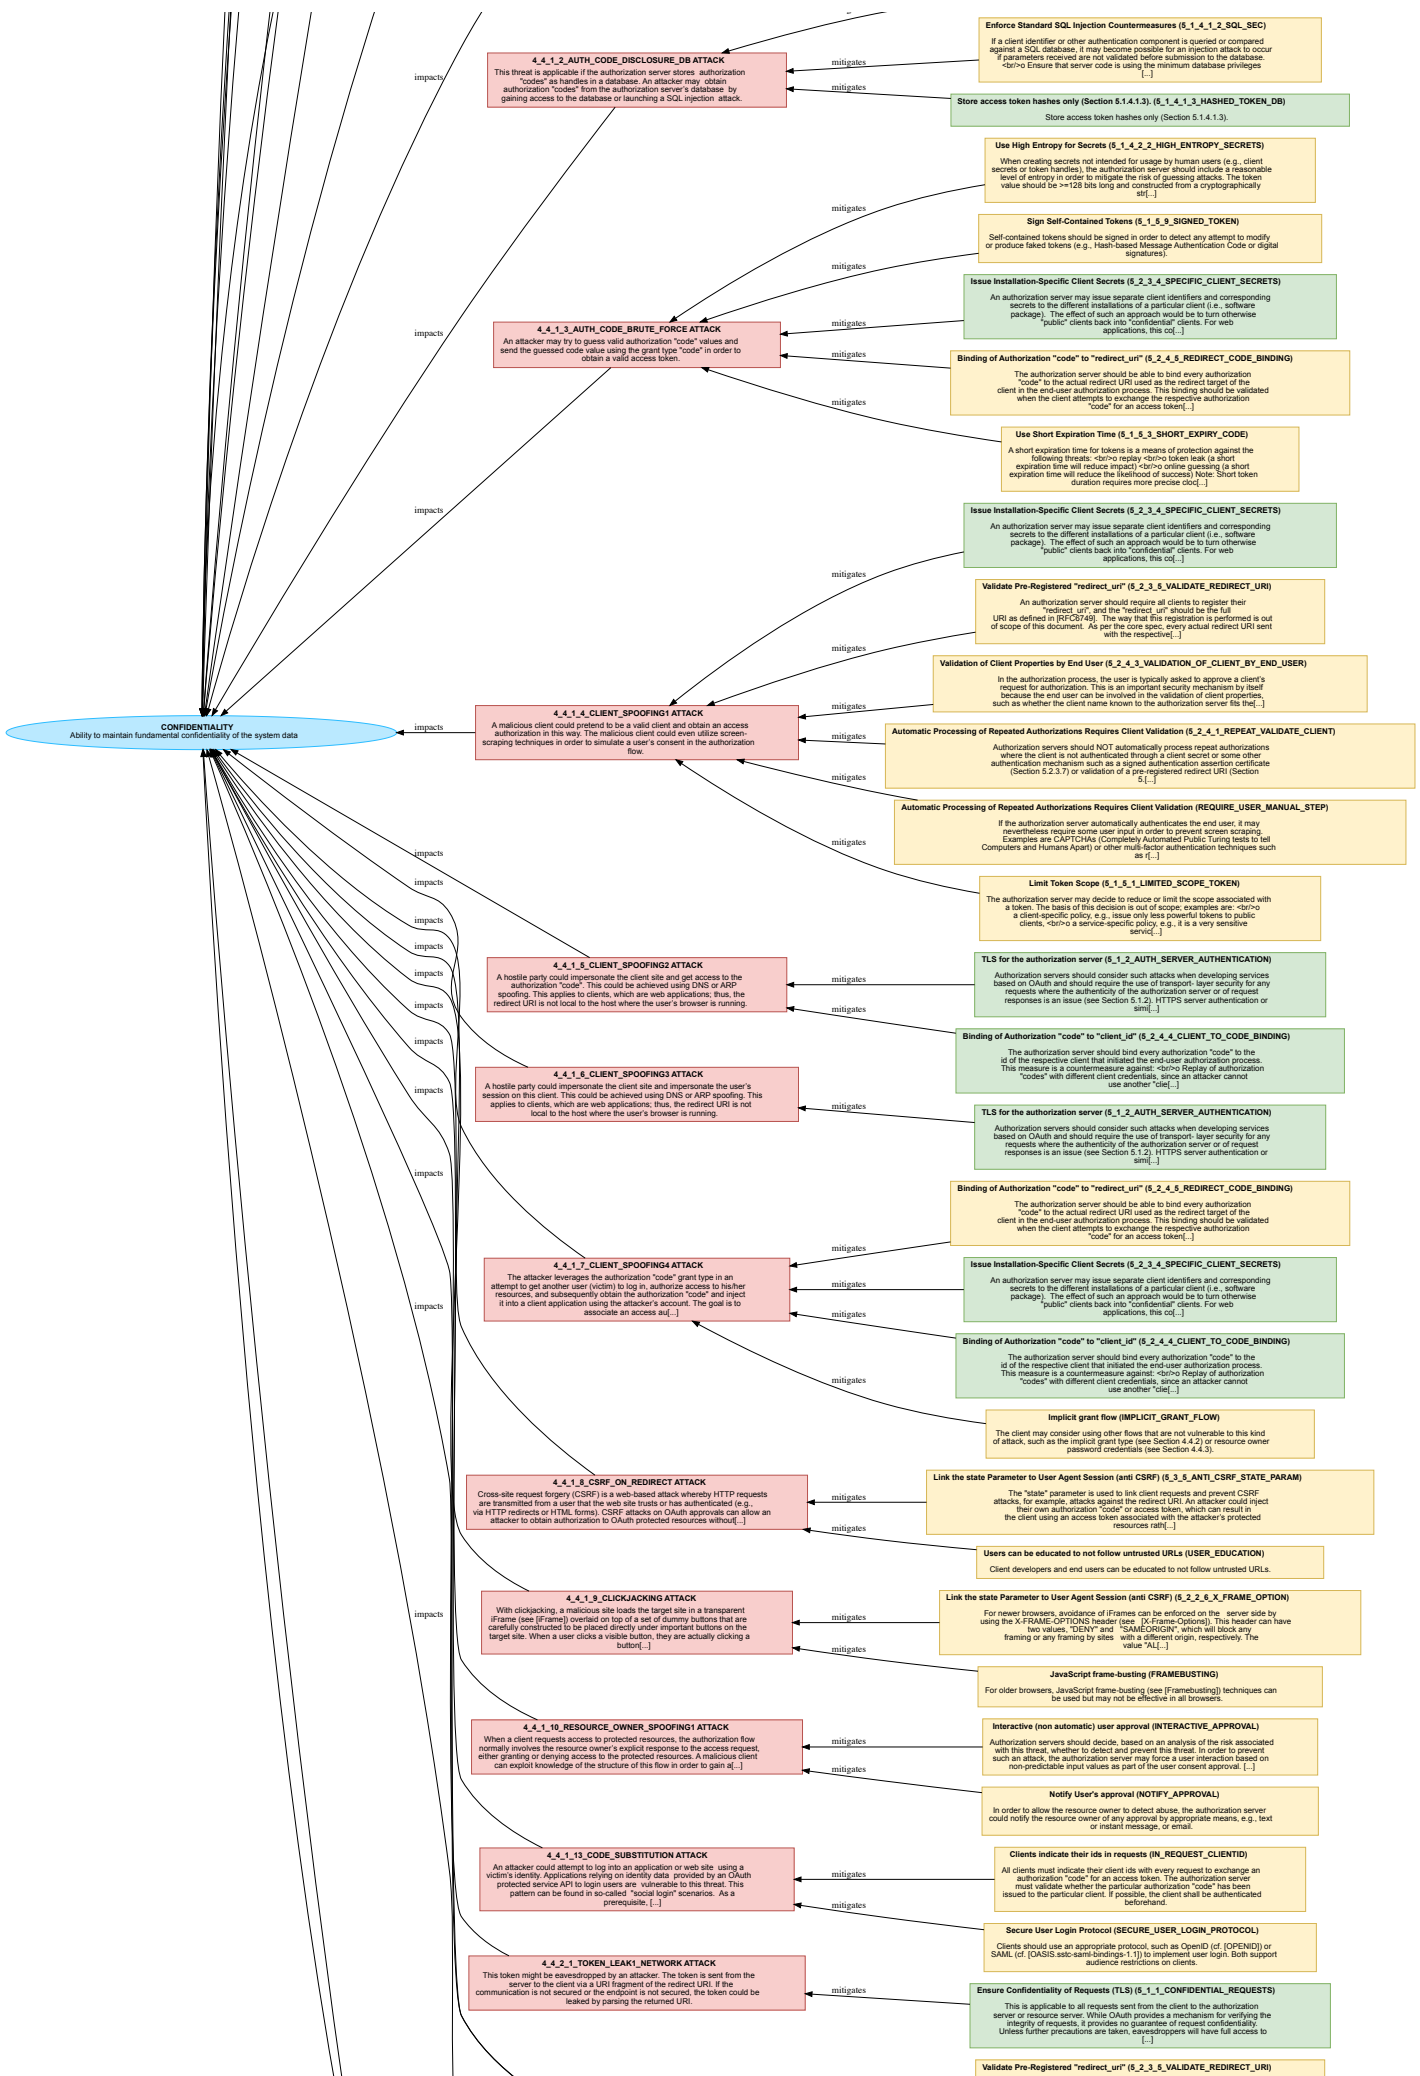 Enforce Standard SQL Injection Countermeasures (5_1_4_1_2_SQL_SEC)
If a client identifier or other authentication component is queried or compared
against a SQL database, it may become possible for an injection attack to occur
if parameters received are not validated before submission to the database.
<br/>o Ensure that server code is using the minimum database privileges
[...]
mitigates
4_4_1_2_AUTH_CODE_DISCLOSURE_DB ATTACK
This threat is applicable if the authorization server stores  authorization
"codes" as handles in a database. An attacker may  obtain
authorization "codes" from the authorization server's database  by
gaining access to the database or launching a SQL injection  attack.
impacts
mitigates
Store access token hashes only (Section 5.1.4.1.3). (5_1_4_1_3_HASHED_TOKEN_DB)
Store access token hashes only (Section 5.1.4.1.3).
Use High Entropy for Secrets (5_1_4_2_2_HIGH_ENTROPY_SECRETS)
When creating secrets not intended for usage by human users (e.g., client
secrets or token handles), the authorization server should include a reasonable
level of entropy in order to mitigate the risk of guessing attacks. The token
value should be >=128 bits long and constructed from a cryptographically
str[...]
mitigates
Sign Self-Contained Tokens (5_1_5_9_SIGNED_TOKEN)
Self-contained tokens should be signed in order to detect any attempt to modify
or produce faked tokens (e.g., Hash-based Message Authentication Code or digital
signatures).
mitigates
Issue Installation-Specific Client Secrets (5_2_3_4_SPECIFIC_CLIENT_SECRETS)
An authorization server may issue separate client identifiers and corresponding
secrets to the different installations of a particular client (i.e., software
package).  The effect of such an approach would be to turn otherwise
"public" clients back into "confidential" clients. For web
applications, this co[...]
mitigates
impacts
4_4_1_3_AUTH_CODE_BRUTE_FORCE ATTACK
An attacker may try to guess valid authorization "code" values and
send the guessed code value using the grant type "code" in order to
obtain a valid access token.
mitigates
Binding of Authorization "code" to "redirect_uri" (5_2_4_5_REDIRECT_CODE_BINDING)
The authorization server should be able to bind every authorization
"code" to the actual redirect URI used as the redirect target of the
client in the end-user authorization process. This binding should be validated
when the client attempts to exchange the respective authorization
"code" for an access token[...]
mitigates
Use Short Expiration Time (5_1_5_3_SHORT_EXPIRY_CODE)
A short expiration time for tokens is a means of protection against the
following threats: <br/>o replay <br/>o token leak (a short
expiration time will reduce impact) <br/>o online guessing (a short
expiration time will reduce the likelihood of success) Note: Short token
duration requires more precise cloc[...]
impacts
Issue Installation-Specific Client Secrets (5_2_3_4_SPECIFIC_CLIENT_SECRETS)
An authorization server may issue separate client identifiers and corresponding
secrets to the different installations of a particular client (i.e., software
package).  The effect of such an approach would be to turn otherwise
"public" clients back into "confidential" clients. For web
applications, this co[...]
mitigates
Validate Pre-Registered "redirect_uri" (5_2_3_5_VALIDATE_REDIRECT_URI)
An authorization server should require all clients to register their
"redirect_uri", and the "redirect_uri" should be the full
URI as defined in [RFC6749].  The way that this registration is performed is out
of scope of this document.  As per the core spec, every actual redirect URI sent
with the respective[...]
mitigates
Validation of Client Properties by End User (5_2_4_3_VALIDATION_OF_CLIENT_BY_END_USER)
In the authorization process, the user is typically asked to approve a client's
request for authorization. This is an important security mechanism by itself
because the end user can be involved in the validation of client properties,
such as whether the client name known to the authorization server fits the[...]
mitigates
CONFIDENTIALITY
Ability to maintain fundamental confidentiality of the system data
impacts
4_4_1_4_CLIENT_SPOOFING1 ATTACK
A malicious client could pretend to be a valid client and obtain an access
authorization in this way. The malicious client could even utilize screen-
scraping techniques in order to simulate a user's consent in the authorization
flow.
mitigates
Automatic Processing of Repeated Authorizations Requires Client Validation (5_2_4_1_REPEAT_VALIDATE_CLIENT)
Authorization servers should NOT automatically process repeat authorizations
where the client is not authenticated through a client secret or some other
authentication mechanism such as a signed authentication assertion certificate
(Section 5.2.3.7) or validation of a pre-registered redirect URI (Section
5.[...]
mitigates
Automatic Processing of Repeated Authorizations Requires Client Validation (REQUIRE_USER_MANUAL_STEP)
If the authorization server automatically authenticates the end user, it may
nevertheless require some user input in order to prevent screen scraping.
Examples are CAPTCHAs (Completely Automated Public Turing tests to tell
Computers and Humans Apart) or other multi-factor authentication techniques such
as r[...]
mitigates
Limit Token Scope (5_1_5_1_LIMITED_SCOPE_TOKEN)
The authorization server may decide to reduce or limit the scope associated with
a token. The basis of this decision is out of scope; examples are: <br/>o
a client-specific policy, e.g., issue only less powerful tokens to public
clients, <br/>o a service-specific policy, e.g., it is a very sensitive
servic[...]
impacts
impacts
impacts
impacts
impacts
impacts
impacts
impacts
impacts
4_4_1_5_CLIENT_SPOOFING2 ATTACK
A hostile party could impersonate the client site and get access to the
authorization "code". This could be achieved using DNS or ARP
spoofing. This applies to clients, which are web applications; thus, the
redirect URI is not local to the host where the user's browser is running.
mitigates
TLS for the authorization server (5_1_2_AUTH_SERVER_AUTHENTICATION)
Authorization servers should consider such attacks when developing services
based on OAuth and should require the use of transport- layer security for any
requests where the authenticity of the authorization server or of request
responses is an issue (see Section 5.1.2). HTTPS server authentication or
simi[...]
mitigates
Binding of Authorization "code" to "client_id" (5_2_4_4_CLIENT_TO_CODE_BINDING)
The authorization server should bind every authorization "code" to the
id of the respective client that initiated the end-user authorization process.
This measure is a countermeasure against: <br/>o Replay of authorization
"codes" with different client credentials, since an attacker cannot
use another "clie[...]
4_4_1_6_CLIENT_SPOOFING3 ATTACK
A hostile party could impersonate the client site and impersonate the user's
session on this client. This could be achieved using DNS or ARP spoofing. This
applies to clients, which are web applications; thus, the redirect URI is not
local to the host where the user's browser is running.
mitigates
TLS for the authorization server (5_1_2_AUTH_SERVER_AUTHENTICATION)
Authorization servers should consider such attacks when developing services
based on OAuth and should require the use of transport- layer security for any
requests where the authenticity of the authorization server or of request
responses is an issue (see Section 5.1.2). HTTPS server authentication or
simi[...]
Binding of Authorization "code" to "redirect_uri" (5_2_4_5_REDIRECT_CODE_BINDING)
The authorization server should be able to bind every authorization
"code" to the actual redirect URI used as the redirect target of the
client in the end-user authorization process. This binding should be validated
when the client attempts to exchange the respective authorization
"code" for an access token[...]
mitigates
4_4_1_7_CLIENT_SPOOFING4 ATTACK
The attacker leverages the authorization "code" grant type in an
attempt to get another user (victim) to log in, authorize access to his/her
resources, and subsequently obtain the authorization "code" and inject
it into a client application using the attacker's account. The goal is to
associate an access au[...]
mitigates
Issue Installation-Specific Client Secrets (5_2_3_4_SPECIFIC_CLIENT_SECRETS)
An authorization server may issue separate client identifiers and corresponding
secrets to the different installations of a particular client (i.e., software
package).  The effect of such an approach would be to turn otherwise
"public" clients back into "confidential" clients. For web
applications, this co[...]
mitigates
Binding of Authorization "code" to "client_id" (5_2_4_4_CLIENT_TO_CODE_BINDING)
The authorization server should bind every authorization "code" to the
id of the respective client that initiated the end-user authorization process.
This measure is a countermeasure against: <br/>o Replay of authorization
"codes" with different client credentials, since an attacker cannot
use another "clie[...]
mitigates
Implicit grant flow (IMPLICIT_GRANT_FLOW)
The client may consider using other flows that are not vulnerable to this kind
of attack, such as the implicit grant type (see Section 4.4.2) or resource owner
password credentials (see Section 4.4.3).
4_4_1_8_CSRF_ON_REDIRECT ATTACK
Cross-site request forgery (CSRF) is a web-based attack whereby HTTP requests
are transmitted from a user that the web site trusts or has authenticated (e.g.,
via HTTP redirects or HTML forms). CSRF attacks on OAuth approvals can allow an
attacker to obtain authorization to OAuth protected resources without[...]
mitigates
Link the state Parameter to User Agent Session (anti CSRF) (5_3_5_ANTI_CSRF_STATE_PARAM)
The "state" parameter is used to link client requests and prevent CSRF
attacks, for example, attacks against the redirect URI. An attacker could inject
their own authorization "code" or access token, which can result in
the client using an access token associated with the attacker's protected
resources rath[...]
mitigates
Users can be educated to not follow untrusted URLs (USER_EDUCATION)
Client developers and end users can be educated to not follow untrusted URLs.
4_4_1_9_CLICKJACKING ATTACK
With clickjacking, a malicious site loads the target site in a transparent
iFrame (see [iFrame]) overlaid on top of a set of dummy buttons that are
carefully constructed to be placed directly under important buttons on the
target site. When a user clicks a visible button, they are actually clicking a
button[...]
mitigates
Link the state Parameter to User Agent Session (anti CSRF) (5_2_2_6_X_FRAME_OPTION)
For newer browsers, avoidance of iFrames can be enforced on the   server side by
using the X-FRAME-OPTIONS header (see   [X-Frame-Options]). This header can have
two values, "DENY" and   "SAMEORIGIN", which will block any
framing or any framing by sites   with a different origin, respectively. The
value "AL[...]
mitigates
JavaScript frame-busting (FRAMEBUSTING)
For older browsers, JavaScript frame-busting (see [Framebusting]) techniques can
be used but may not be effective in all browsers.
4_4_1_10_RESOURCE_OWNER_SPOOFING1 ATTACK
When a client requests access to protected resources, the authorization flow
normally involves the resource owner's explicit response to the access request,
either granting or denying access to the protected resources. A malicious client
can exploit knowledge of the structure of this flow in order to gain a[...]
mitigates
Interactive (non automatic) user approval (INTERACTIVE_APPROVAL)
Authorization servers should decide, based on an analysis of the risk associated
with this threat, whether to detect and prevent this threat. In order to prevent
such an attack, the authorization server may force a user interaction based on
non-predictable input values as part of the user consent approval. [...]
mitigates
Notify User's approval (NOTIFY_APPROVAL)
In order to allow the resource owner to detect abuse, the authorization server
could notify the resource owner of any approval by appropriate means, e.g., text
or instant message, or email.
4_4_1_13_CODE_SUBSTITUTION ATTACK
An attacker could attempt to log into an application or web site  using a
victim's identity. Applications relying on identity data  provided by an OAuth
protected service API to login users are  vulnerable to this threat. This
pattern can be found in so-called  "social login" scenarios.  As a
prerequisite, [...]
mitigates
Clients indicate their ids in requests (IN_REQUEST_CLIENTID)
All clients must indicate their client ids with every request to exchange an
authorization "code" for an access token. The authorization server
must validate whether the particular authorization "code" has been
issued to the particular client. If possible, the client shall be authenticated
beforehand.
mitigates
Secure User Login Protocol (SECURE_USER_LOGIN_PROTOCOL)
Clients should use an appropriate protocol, such as OpenID (cf. [OPENID]) or
SAML (cf. [OASIS.sstc-saml-bindings-1.1]) to implement user login. Both support
audience restrictions on clients.
4_4_2_1_TOKEN_LEAK1_NETWORK ATTACK
This token might be eavesdropped by an attacker. The token is sent from the
server to the client via a URI fragment of the redirect URI. If the
communication is not secured or the endpoint is not secured, the token could be
leaked by parsing the returned URI.
mitigates
Ensure Confidentiality of Requests (TLS) (5_1_1_CONFIDENTIAL_REQUESTS)
This is applicable to all requests sent from the client to the authorization
server or resource server. While OAuth provides a mechanism for verifying the
integrity of requests, it provides no guarantee of request confidentiality.
Unless further precautions are taken, eavesdroppers will have full access to
[...]
Validate Pre-Registered "redirect_uri" (5_2_3_5_VALIDATE_REDIRECT_URI)